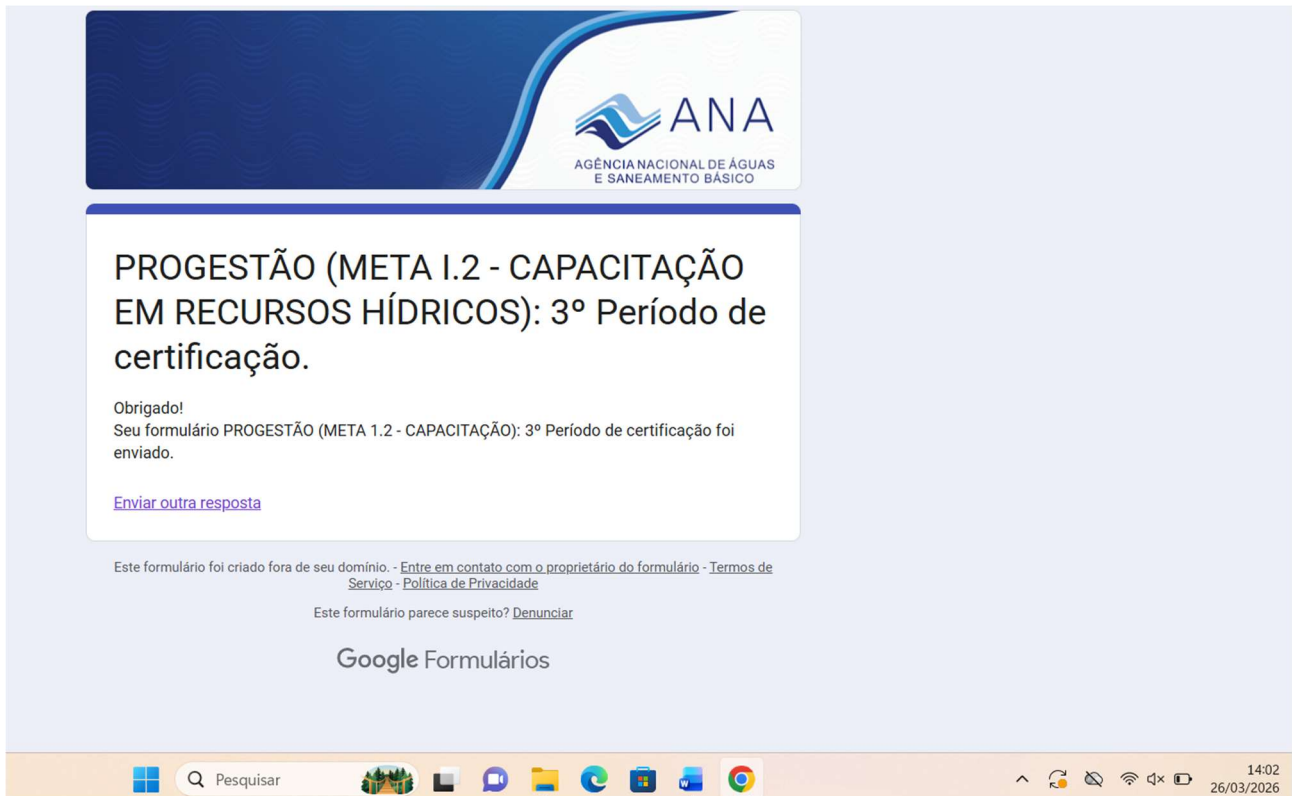 ANA
AGÊNCIA NACIONAL DE ÁGUAS
E SANEAMENTO BÁSICO
PROGESTÃO (META I.2 - CAPACITAÇÃO
EM RECURSOS HÍDRICOS): 3º Período de
certificação.
Obrigado!
Seu formulário PROGESTÃO (META 1.2 - CAPACITAÇÃO): 3º Período de certificação foi
enviado.
Enviar outra resposta
Este formulário foi criado fora de seu domínio. - Entre em contato com o proprietário do formulário - Termos de
Serviço - Política de Privacidade
Este formulário parece suspeito? Denunciar
Google Formulários
Pesquisar
14:02
26/03/2026